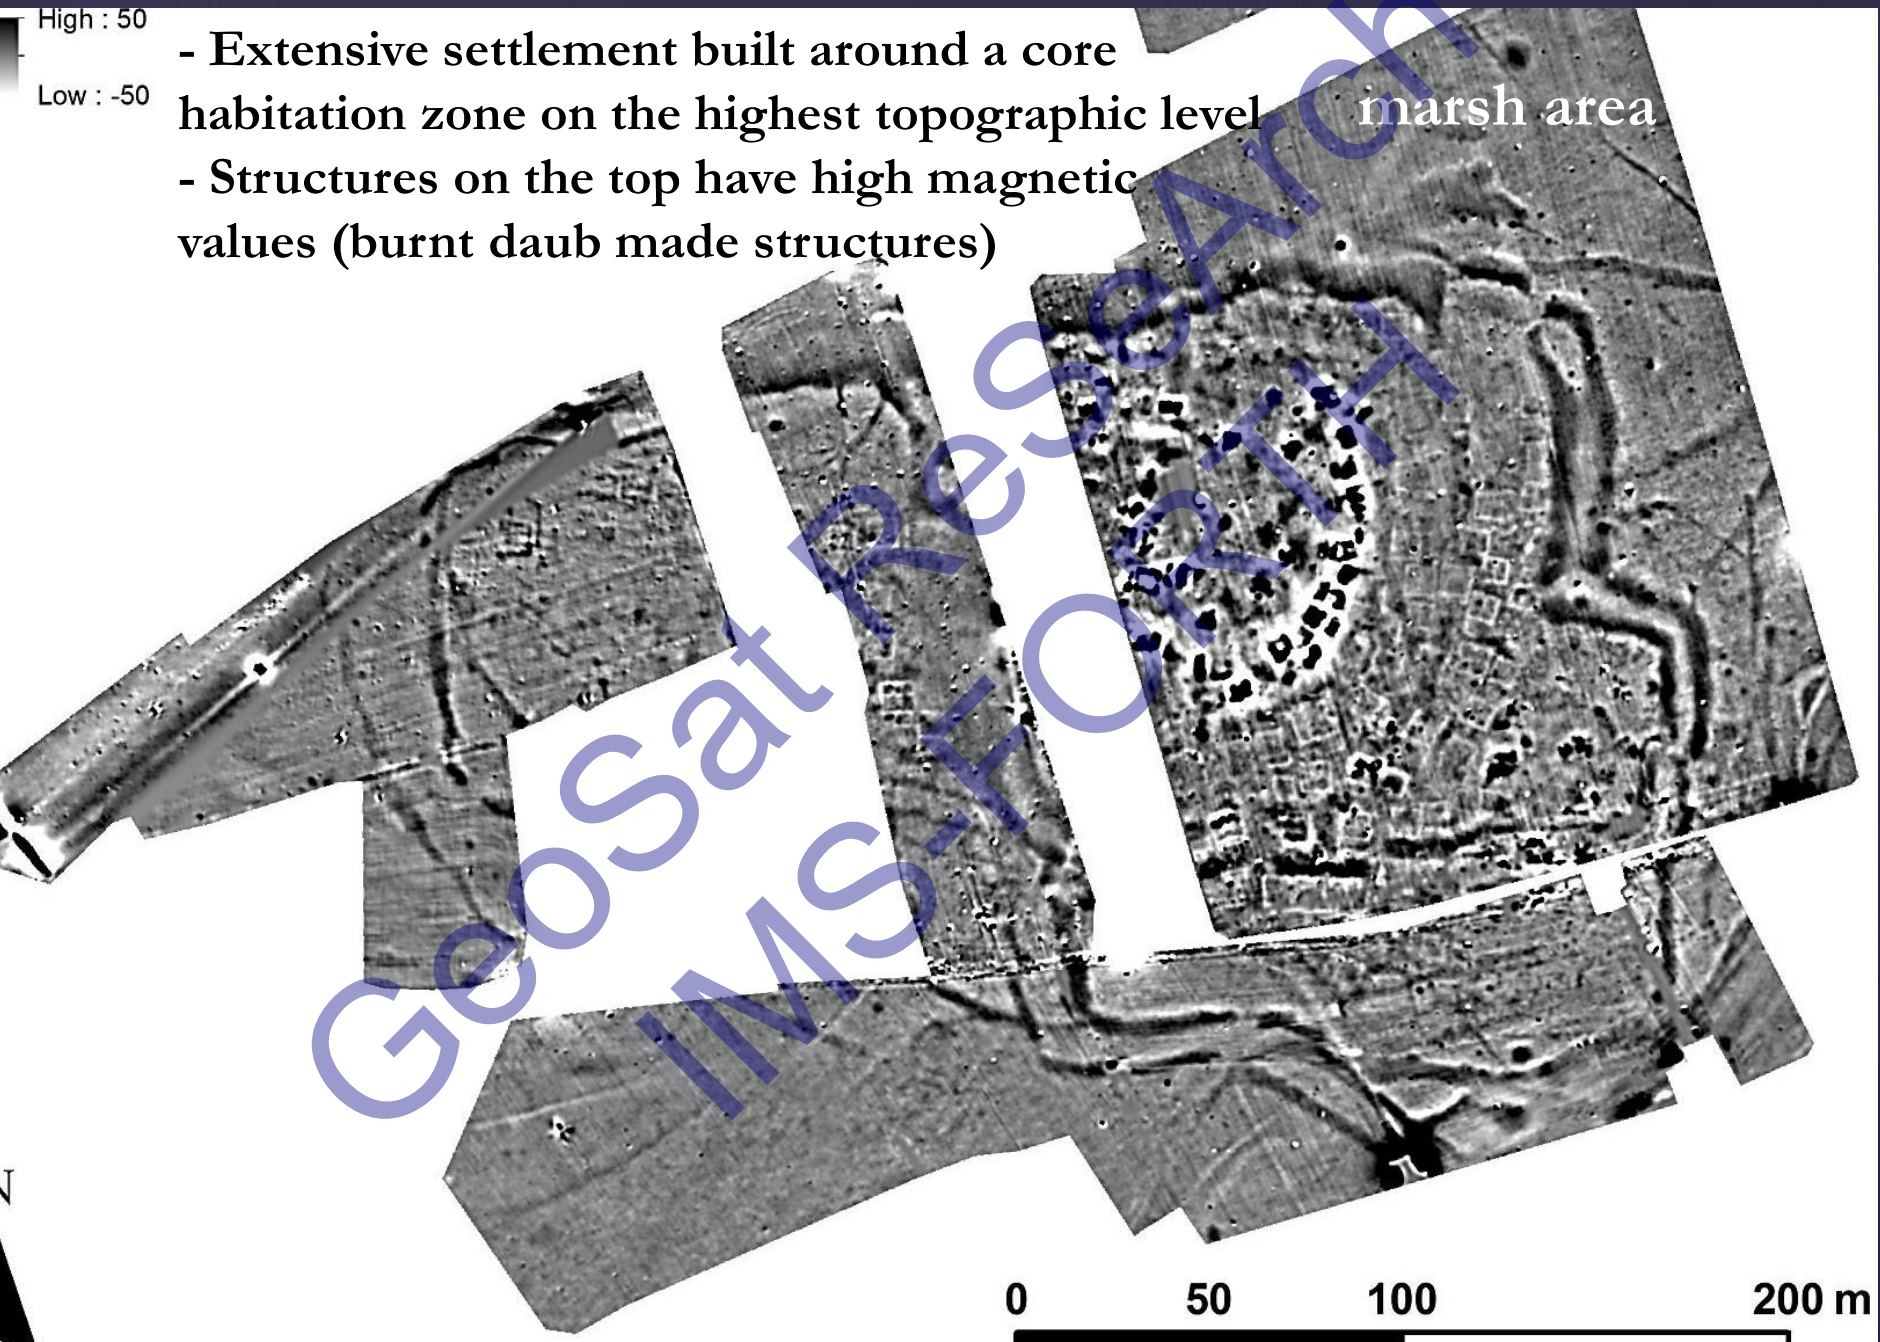 High : 50
Low : -50
- Extensive settlement built around a core
habitation zone on the highest topographic level
- Structures on the top have high magnetic
values (burnt daub made structures)
marsh area
GeoSat ReSeArch
IMS-FORTH
N
0 50 100 200 m